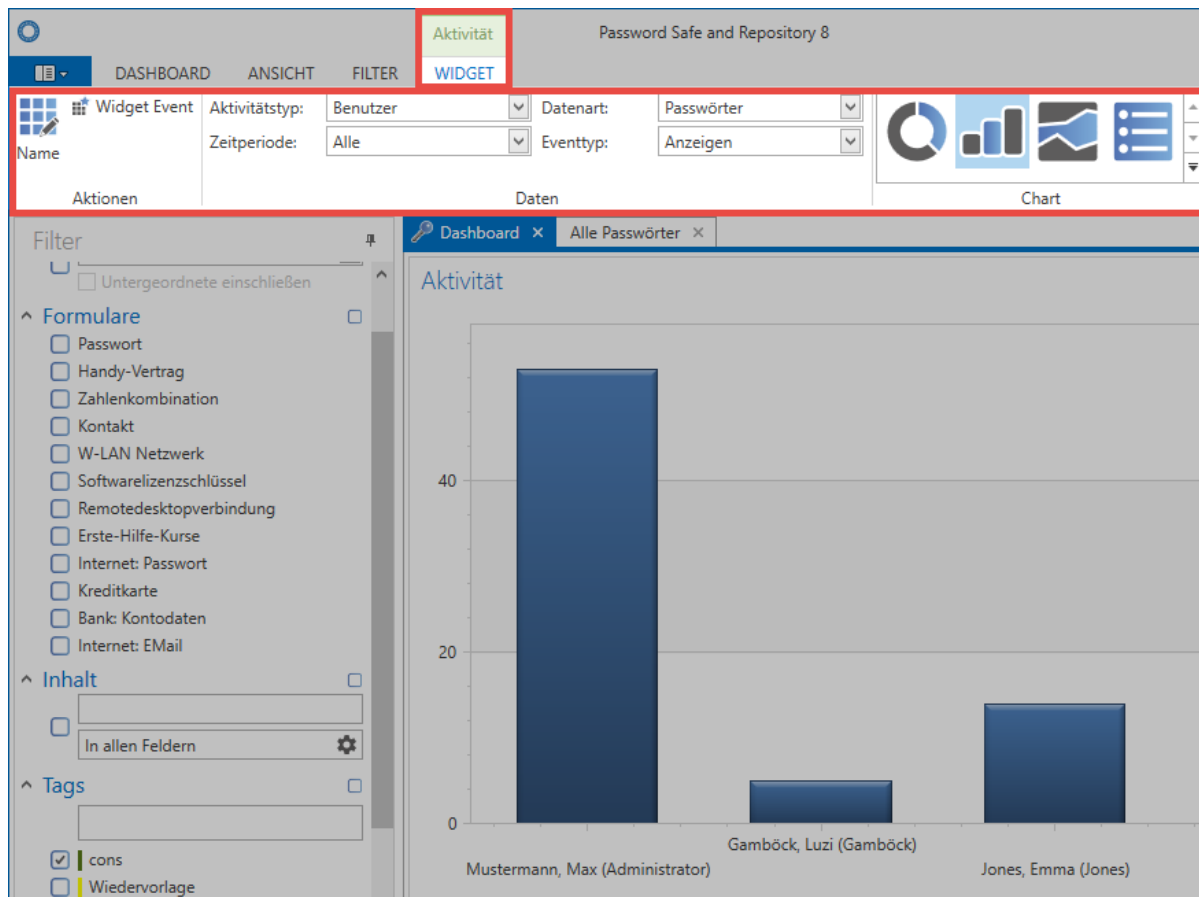 Aktivität
Password Safe and Repository 8
DASHBOARD ANSICHT FILTER WIDGET
Widget Event Aktivitätstyp: Benutzer Datenart: Passwörter
Name Zeitperiode: Alle Eventtyp: Anzeigen
Aktionen Daten Chart
Filter
Untergeordnete einschließen
Formulare
Passwort
Handy-Vertrag
Zahlenkombination
Kontakt
W-LAN Netzwerk
Softwarelizenzschlüssel
Remotedesktopverbindung
Erste-Hilfe-Kurse
Internet: Passwort
Kreditkarte
Bank: Kontodaten
Internet: EMail
Inhalt
In allen Feldern
Tags
cons
Wiedervorlage
Dashboard Alle Passwörter
Aktivität
40
20
0
Gamböck, Luzi (Gamböck)
Mustermann, Max (Administrator) Jones, Emma (Jones)